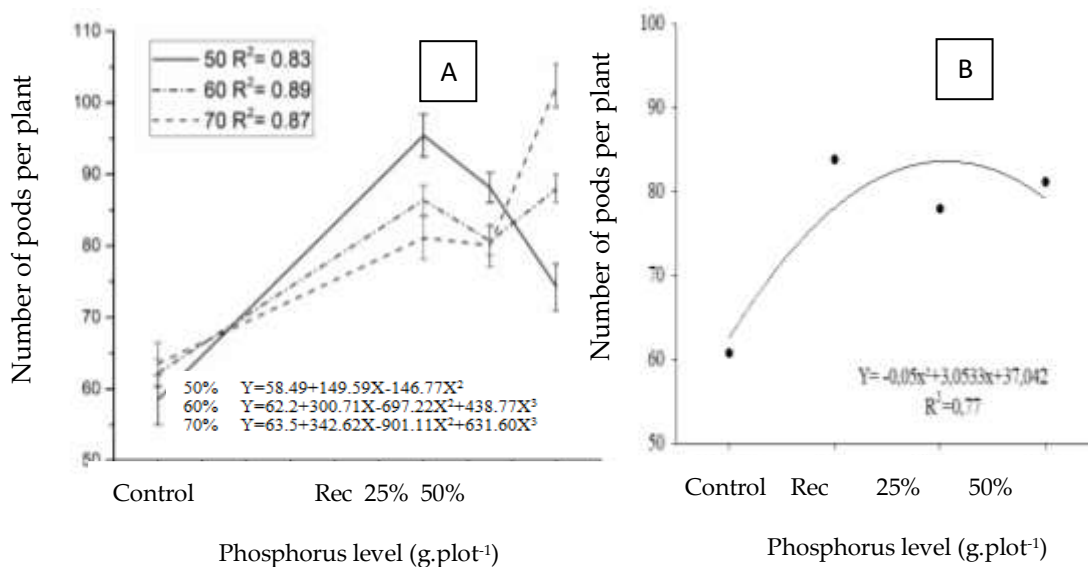 Number of pods per plant
110
100
90
80
70
60
50
50 R²= 0.83
60 R²= 0.89
70 R²= 0.87
A
50% Y=58.49+149.59X-146.77X²
60% Y=62.2+300.71X-697.22X²+438.77X³
70% Y=63.5+342.62X-901.11X²+631.60X³
Control Rec 25% 50%
Phosphorus level (g.plot⁻¹)
Number of pods per plant
100
90
80
70
60
50
B
Y= -0,05x²+3,0533x+37,042
R²=0,77
Control Rec 25% 50%
Phosphorus level (g.plot⁻¹)